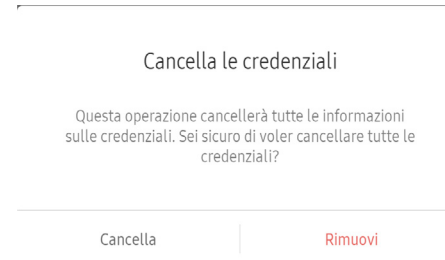 Cancella le credenziali
Questa operazione cancellerà tutte le informazioni
sulle credenziali. Sei sicuro di voler cancellare tutte le
credenziali?
Cancella
Rimuovi